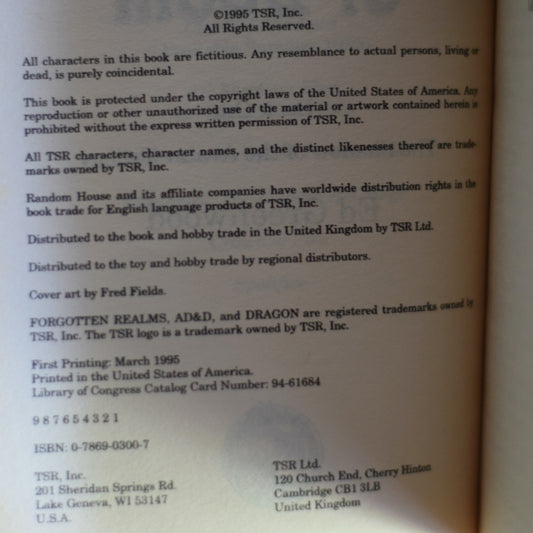 ©1995 TSR, Inc.
All Rights Reserved.
All characters in this book are fictitious. Any resemblance to actual persons, living or
dead, is purely coincidental.
This book is protected under the copyright laws of the United States of America. Any
reproduction or other unauthorized use of the material or artwork contained herein is
prohibited without the express written permission of TSR, Inc.
All TSR characters, character names, and the distinct likenesses thereof are trade-
marks owned by TSR, Inc.
Random House and its affiliate companies have worldwide distribution rights in the
book trade for English language products of TSR, Inc.
Distributed to the book and hobby trade in the United Kingdom by TSR Ltd.
Distributed to the toy and hobby trade by regional distributors.
Cover art by Fred Fields.
FORGOTTEN REALMS, AD&D, and DRAGON are registered trademarks owned by
TSR, Inc. The TSR logo is a trademark owned by TSR, Inc.
First Printing: March 1995
Printed in the United States of America.
Library of Congress Catalog Card Number: 94-61684
9 8 7 6 5 4 3 2 1
ISBN: 0-7869-0300-7
TSR, Inc.
201 Sheridan Springs Rd.
Lake Geneva, WI 53147
U.S.A.
TSR Ltd.
120 Church End, Cherry Hinton
Cambridge CB1 3LB
United Kingdom